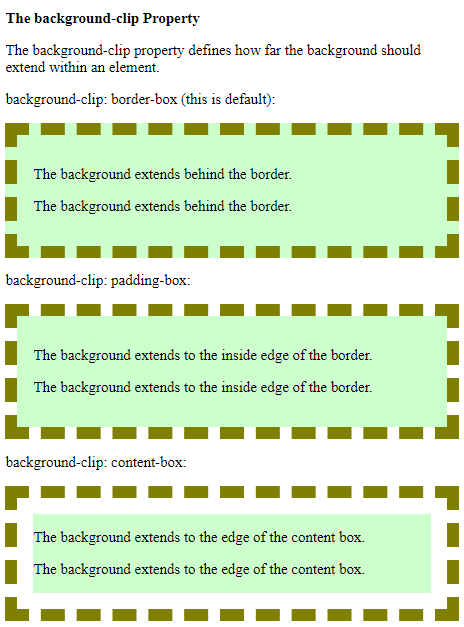 The background-clip Property
The background-clip property defines how far the background should
extend within an element.
background-clip: border-box (this is default):
The background extends behind the border.
The background extends behind the border.
background-clip: padding-box:
The background extends to the inside edge of the border.
The background extends to the inside edge of the border.
background-clip: content-box:
The background extends to the edge of the content box.
The background extends to the edge of the content box.